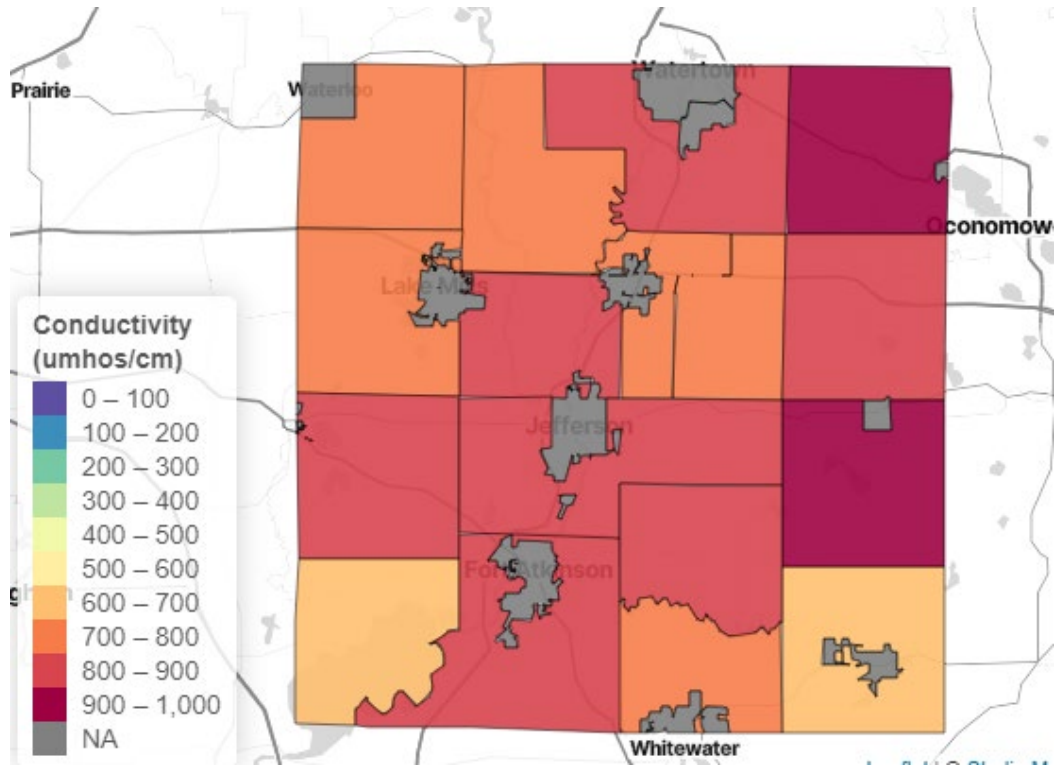 Watertown
Prairie
Waterloo
Oconomow
Lake Mills
Conductivity
(umhos/cm)
0 – 100
100 – 200
200 – 300
300 – 400
400 – 500
500 – 600
600 – 700
700 – 800
800 – 900
900 – 1,000
NA
Jefferson
Fort Atkinson
Whitewater